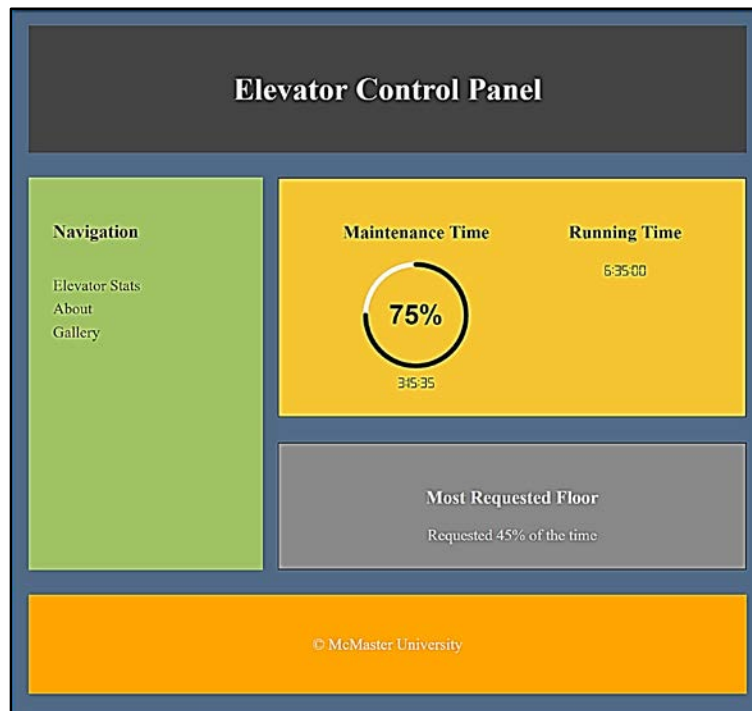 Elevator Control Panel
Navigation
Elevator Stats
About
Gallery
Maintenance Time
75%
3:15:35
Running Time
6:35:00
Most Requested Floor
Requested 45% of the time
© McMaster University